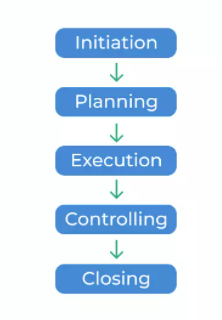 Initiation
Planning
Execution
Controlling
Closing